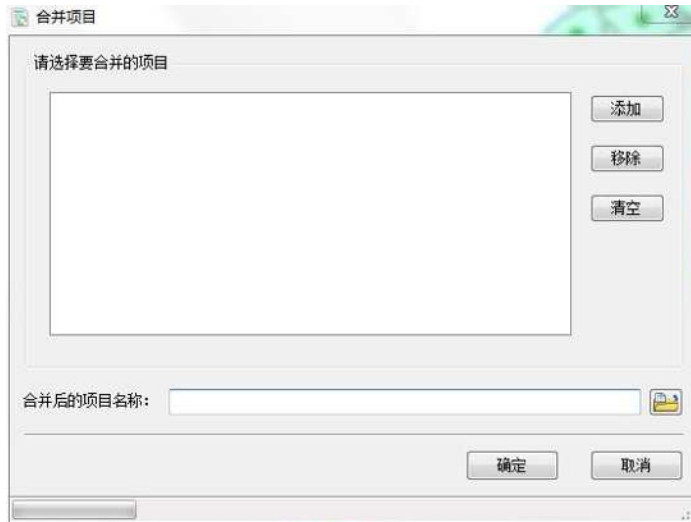 合并项目
请选择要合并的项目
添加
移除
清空
合并后的项目名称：
确定
取消